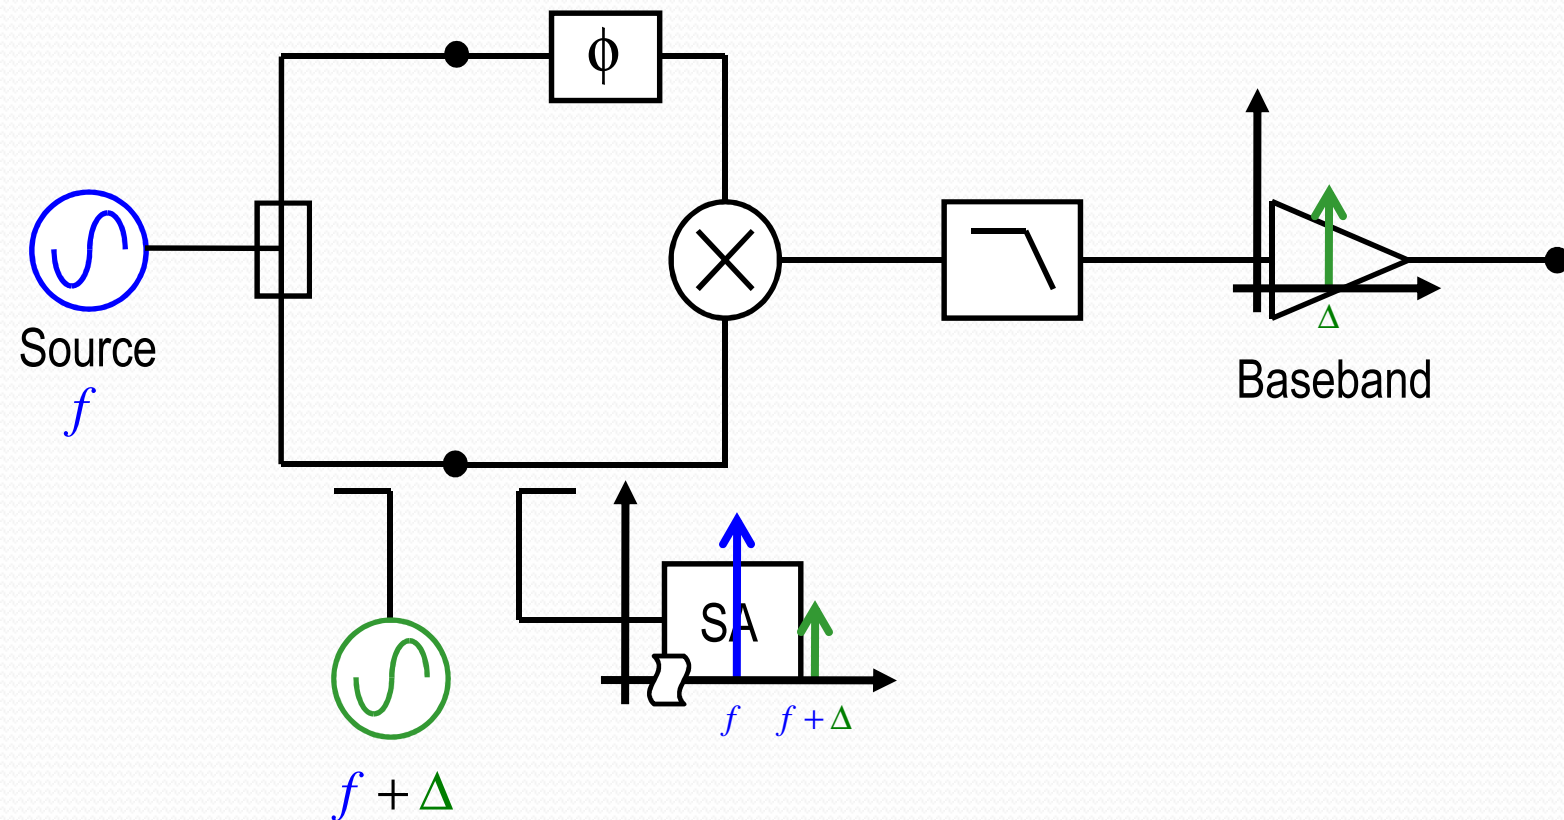 ϕ
Source
f
Δ
Baseband
SA
f f + Δ
f + Δ